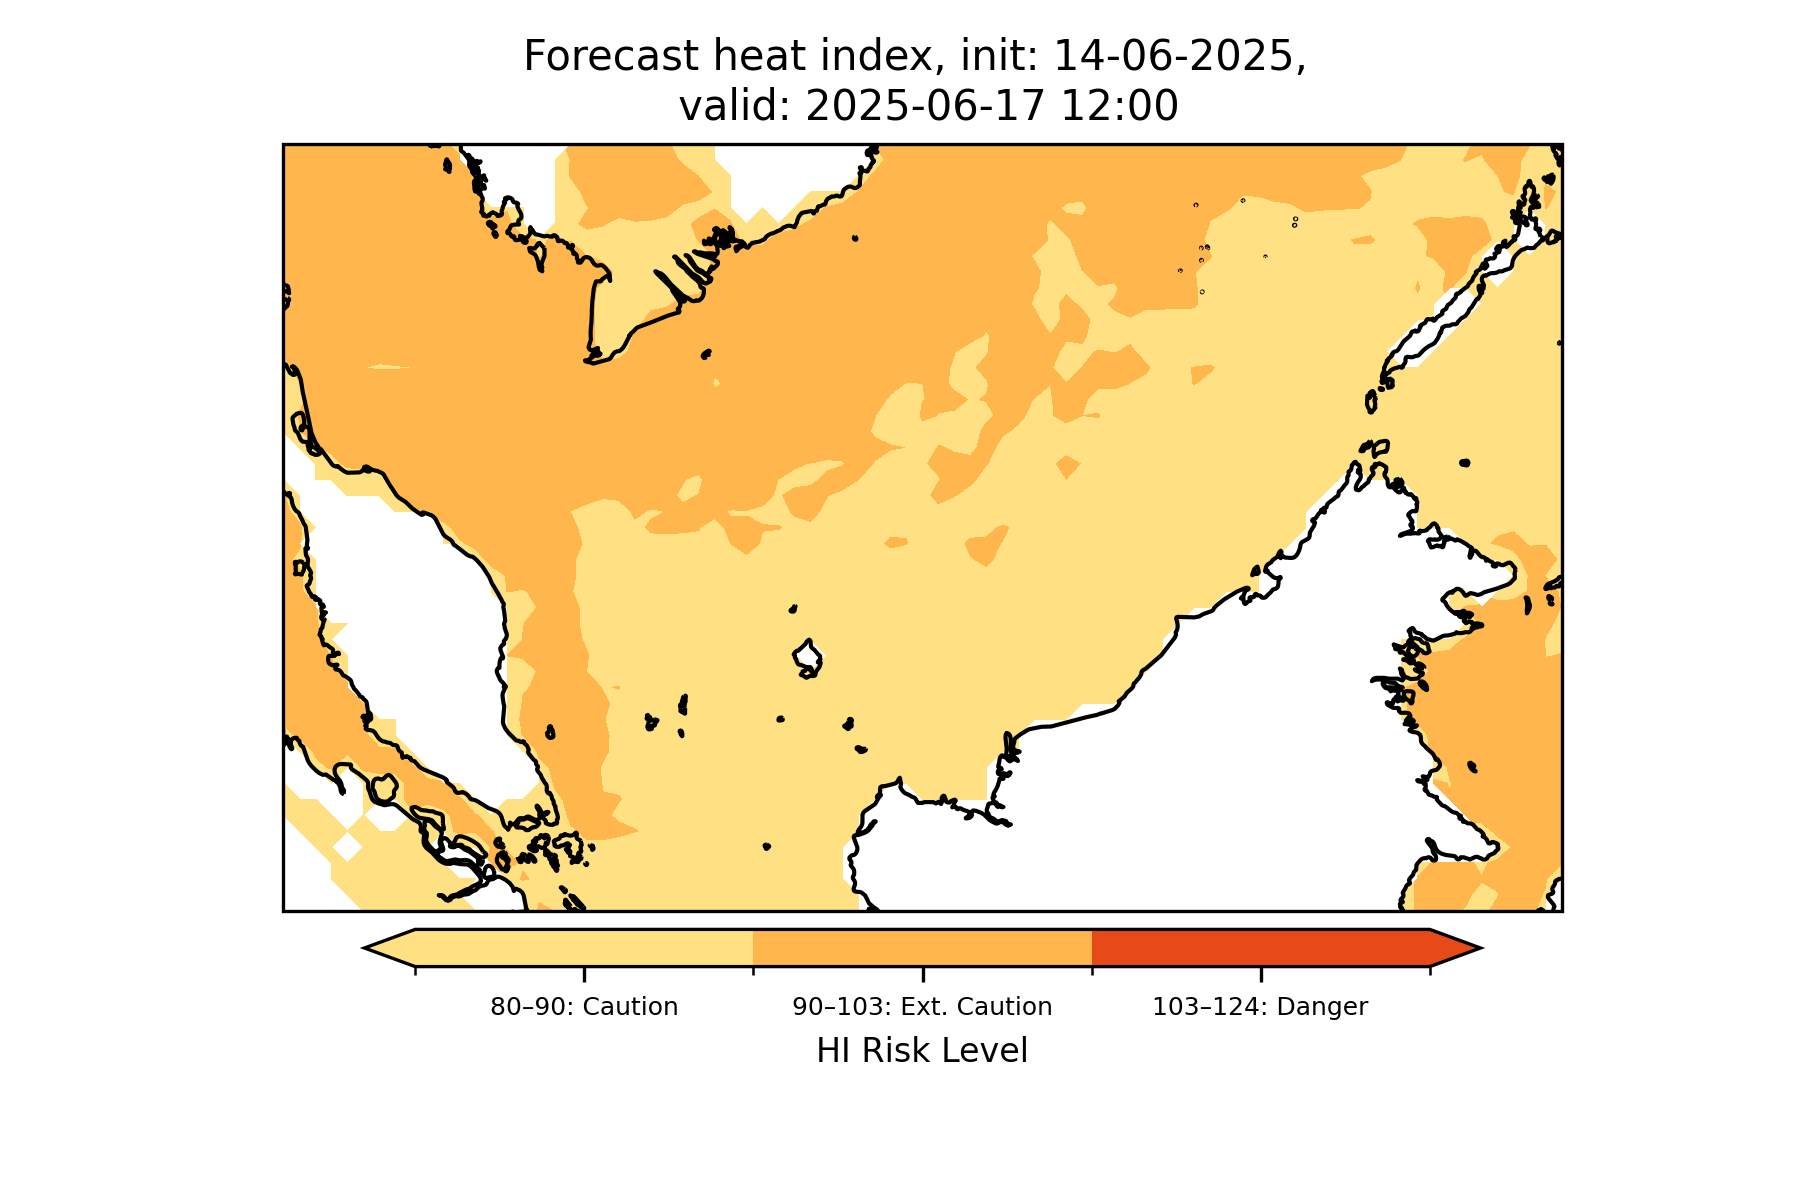 Forecast heat index, init: 14-06-2025,
valid: 2025-06-17 12:00
80–90: Caution
90–103: Ext. Caution
103–124: Danger
HI Risk Level